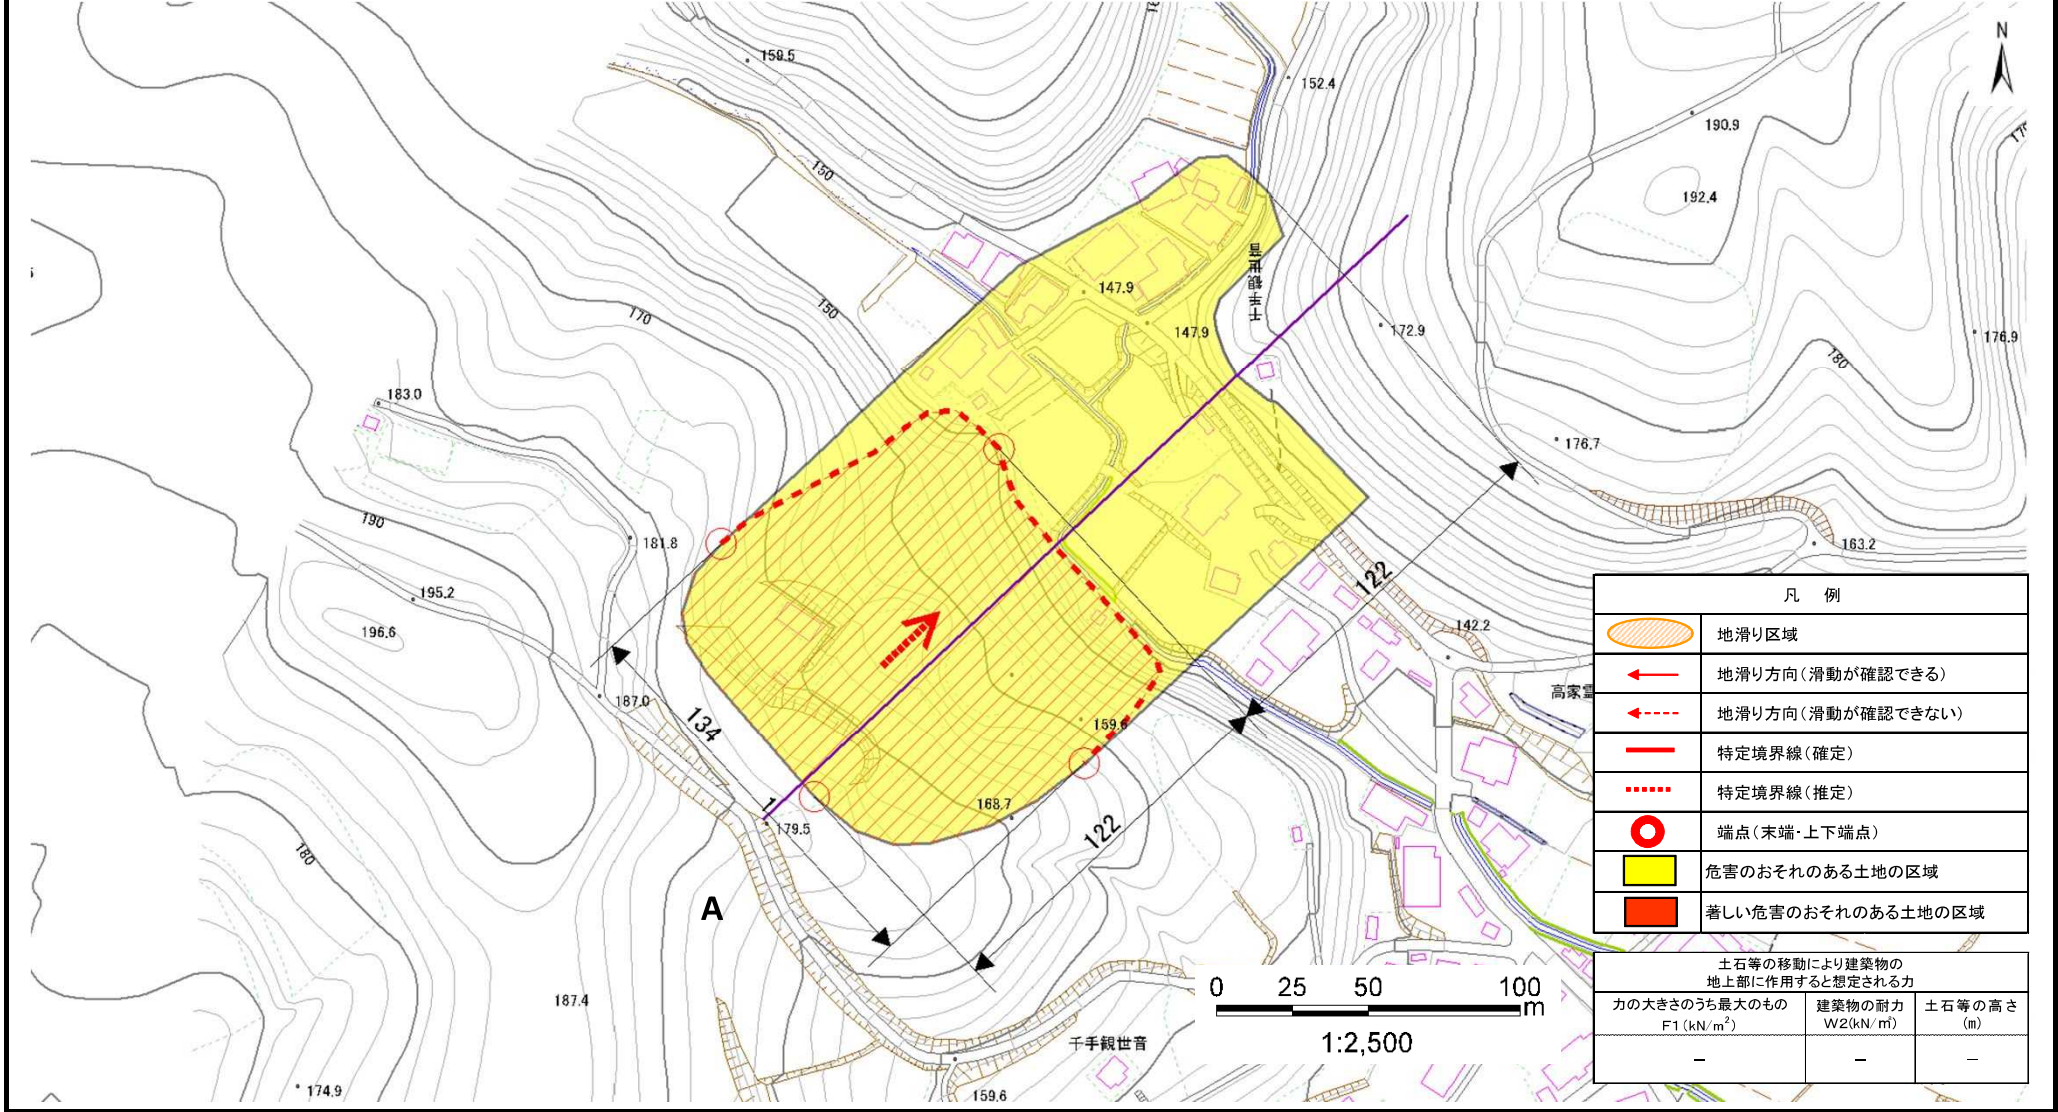 N
159.5
152.4
190.9
192.4
150
147.9
千手観世音
147.9
172.9
176.9
180
170
150
183.0
176.7
190
181.8
163.2
195.2
196.6
122
142.2
高家霊
187.0
134
159.6
168.7
1
179.5
122
180
A
187.4
千手観世音
174.9
159.6
0 25 50 100
m
1:2,500
凡 例
地滑り区域
地滑り方向(滑動が確認できる)
地滑り方向(滑動が確認できない)
特定境界線(確定)
特定境界線(推定)
端点(末端・上下端点)
危害のおそれのある土地の区域
著しい危害のおそれのある土地の区域
土石等の移動により建築物の
地上部に作用すると想定される力
力の大きさのうち最大のもの
F1(kN/m²)
建築物の耐力
W2(kN/㎡)
土石等の高さ
(m)
− − −